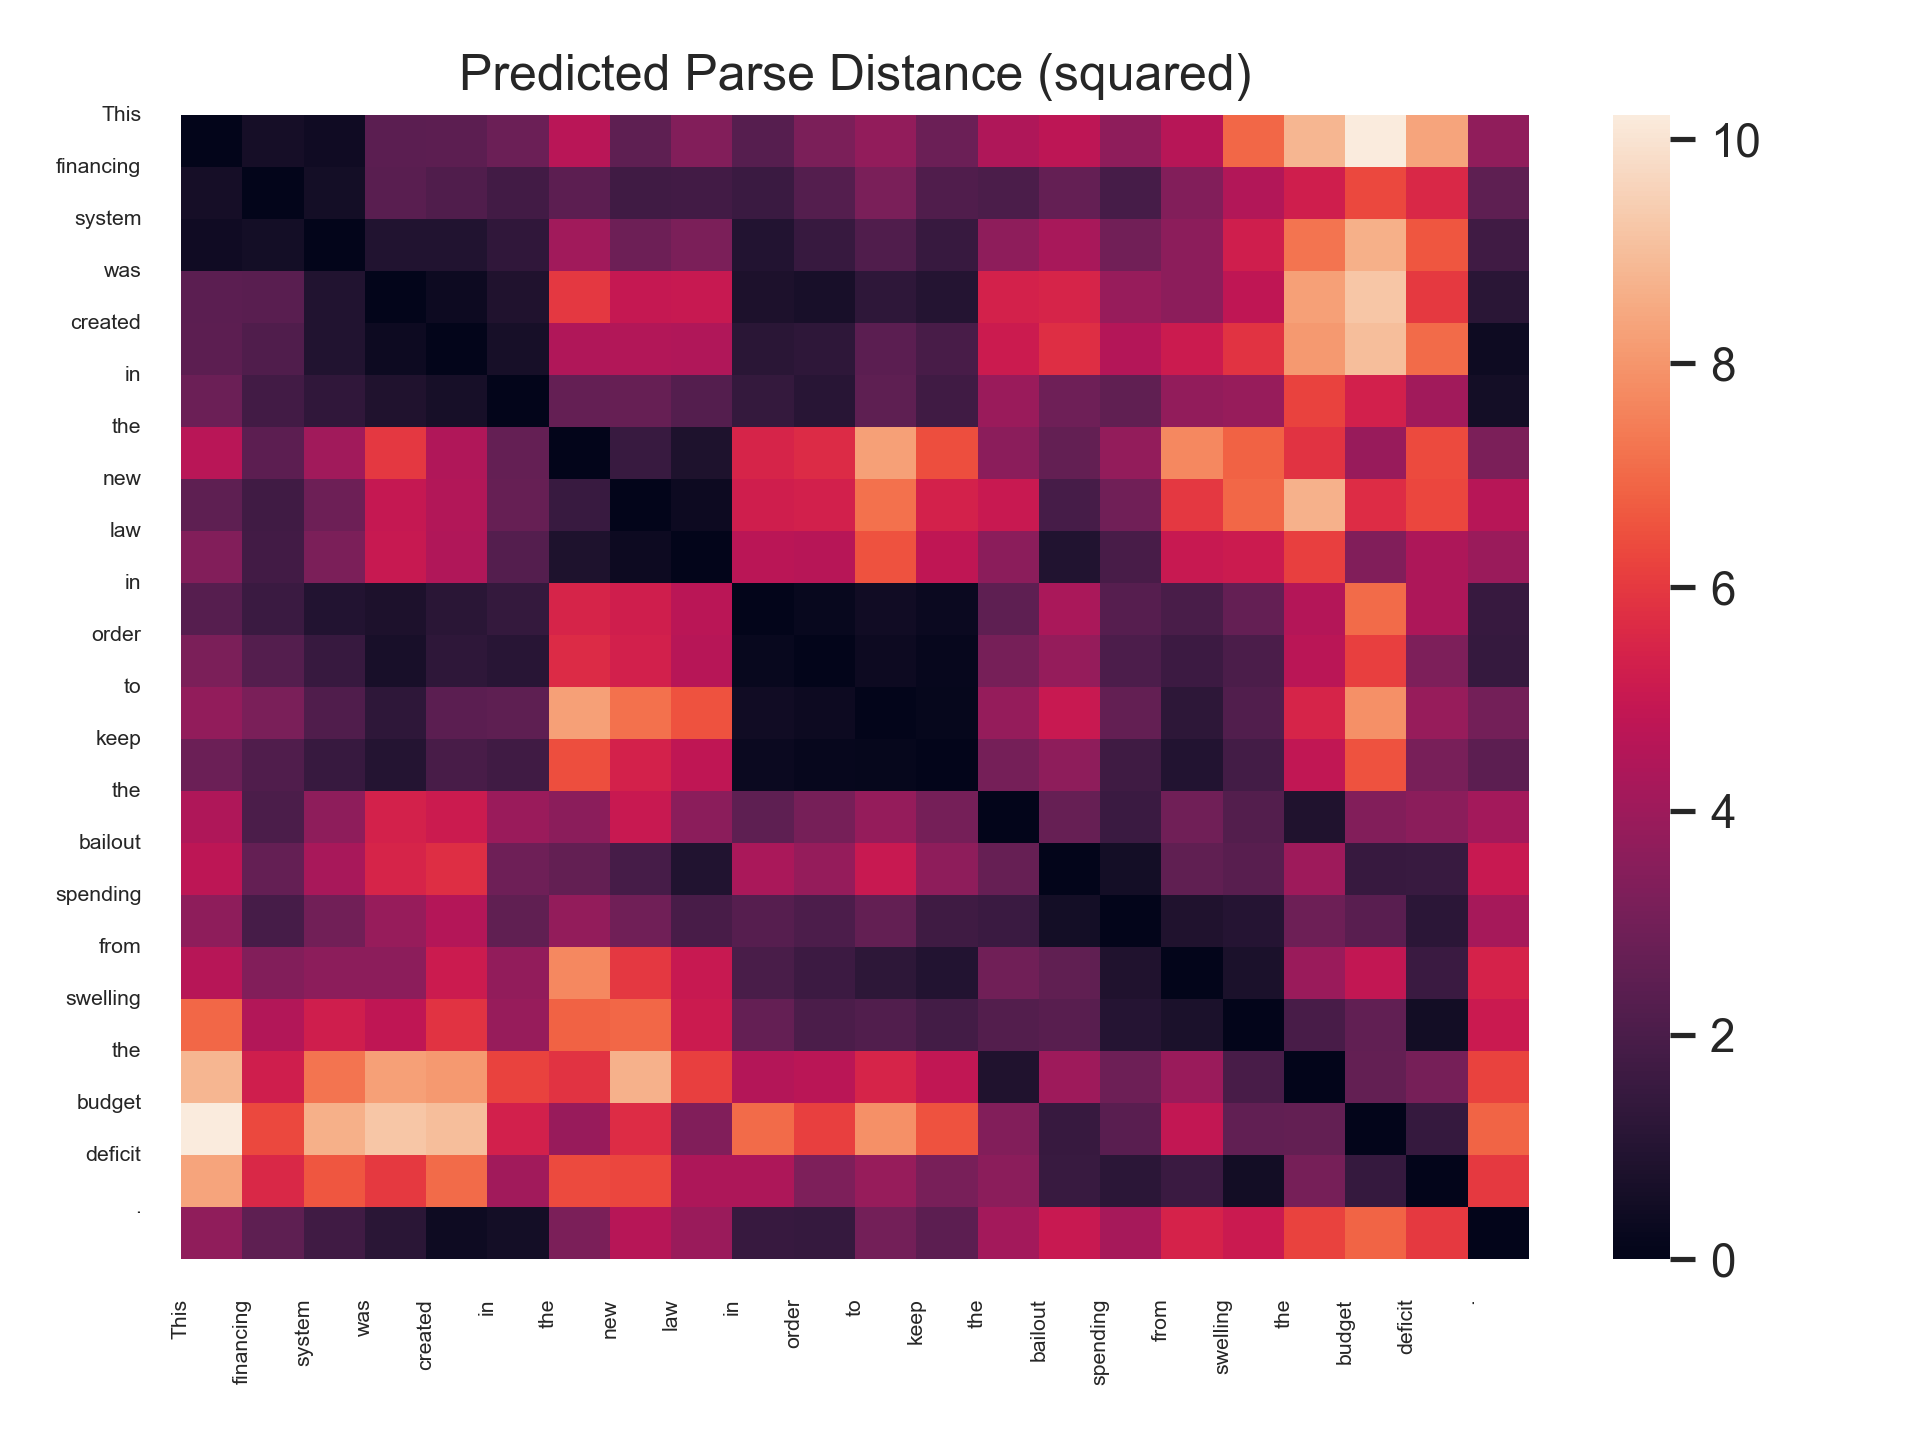 Predicted Parse Distance (squared)
This
financing
system
was
created
in
the
new
law
in
order
to
keep
the
bailout
spending
from
swelling
the
budget
deficit
.
This
financing
system
was
created
in
the
new
law
in
order
to
keep
the
bailout
spending
from
swelling
the
budget
deficit
.
10
8
6
4
2
0